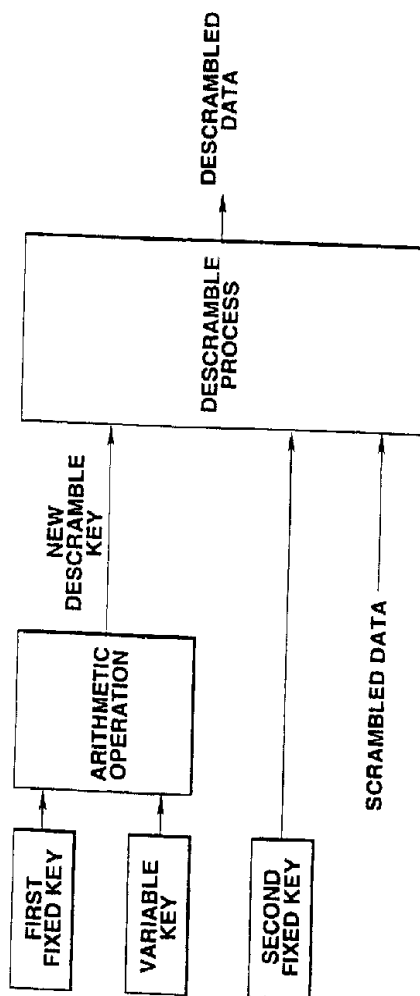 FIRST
FIXED KEY
VARIABLE
KEY
SECOND
FIXED KEY
ARITHMETIC
OPERATION
NEW
DESCRAMBLE
KEY
SCRAMBLED DATA
DESCRAMBLE
PROCESS
DESCRAMBLED
DATA